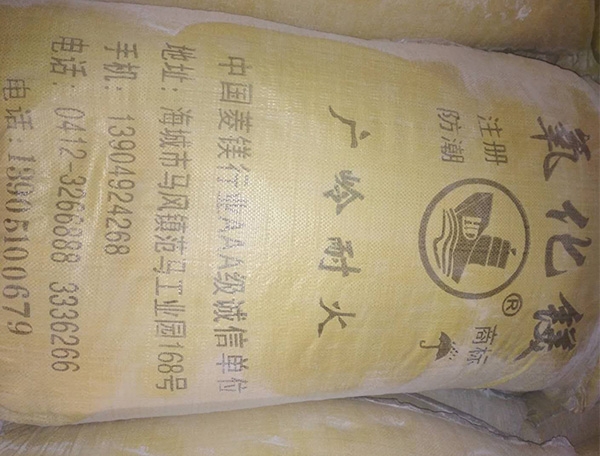 氧化镁
注册
商标
防潮
®
广岭耐火
中国菱镁行业AAA级诚信单位
地址：海城市马风镇范马工业园168号
手机：13904924268
电话：0412-3266888 3336266
电话:13905100679